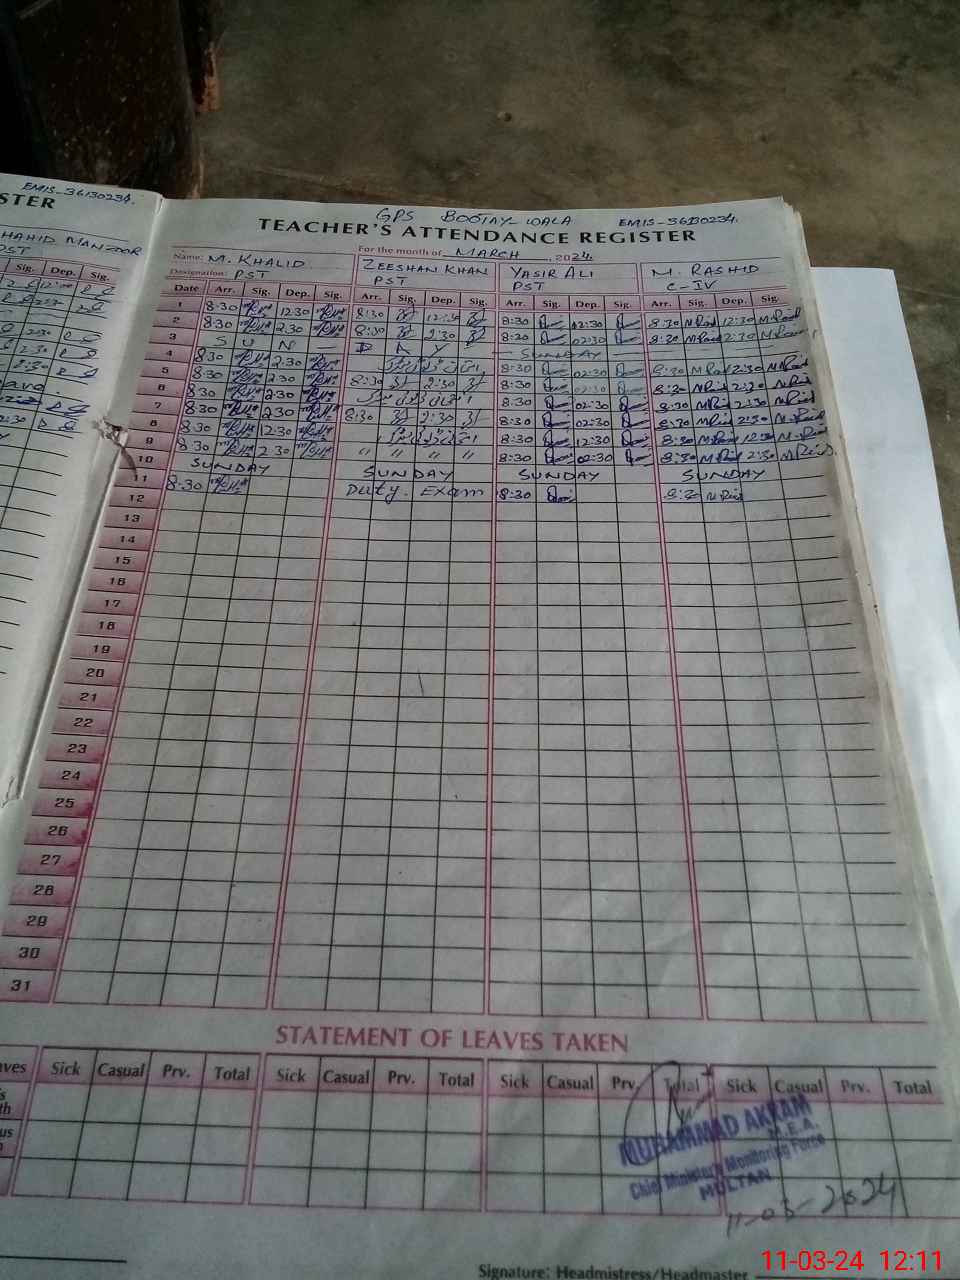 EMIS-36130234.
STER
HAHID MANZOOR
PST
Sig. Dep. Sig.
GPS BOOTAY WALA EMIS-36130234.
TEACHER'S ATTENDANCE REGISTER
For the month of MARCH, 2024
Name: M. KHALID ZEESHAN KHAN YASIR ALI M. RASHID
Designation: PST PST PST C-IV
Date Arr. Sig. Dep. Sig. Arr. Sig. Dep. Sig. Arr. Sig. Dep. Sig. Arr. Sig. Dep. Sig.
1 8:30 12:30 8:30 12:30 8:30 12:30 8:30 12:30
2 8:30 2:30 8:30 2:30 8:30 02:30 8:30 2:30
3 S U N - D A Y - SUNDAY -
4 8:30 2:30 8:30 02:30 8:30 2:30
5 8:30 2:30 8:30 2:30 8:30 02:30 8:30 2:30
6 8:30 2:30 8:30 02:30 8:30 2:30
7 8:30 2:30 8:30 2:30 8:30 02:30 8:30 2:30
8 8:30 12:30 8:30 12:30 8:30 12:30
9 8:30 2:30 " " " " 8:30 02:30 8:30 2:30
10 SUNDAY SUNDAY SUNDAY SUNDAY
11 8:30 Duty. Exam 8:30 8:30
12
13
14
15
16
17
18
19
20
21
22
23
24
25
26
27
28
29
30
31
STATEMENT OF LEAVES TAKEN
aves Sick Casual Prv. Total Sick Casual Prv. Total Sick Casual Prv. Total Sick Casual Prv. Total
MUHAMMAD AKRAM
M.E.A.
Chief Minister's Monitoring Force
MULTAN
11-03-2024
Signature: Headmistress/Headmaster
11-03-24 12:11